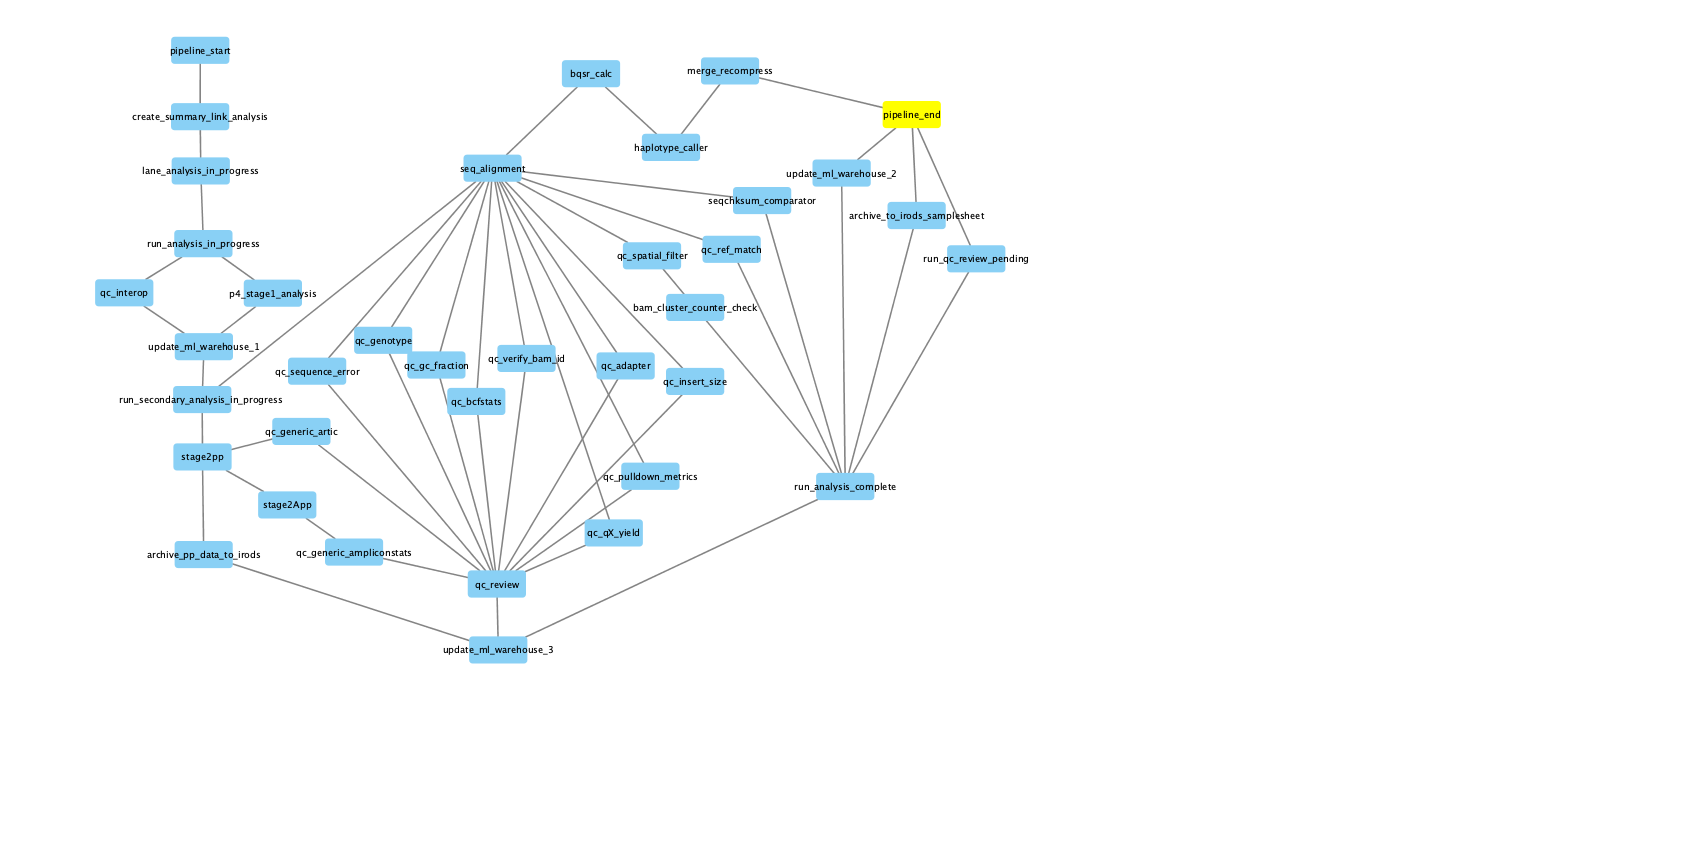 pipeline_start
bqsr_calc
merge_recompress
create_summary_link_analysis
pipeline_end
haplotype_caller
lane_analysis_in_progress
seq_alignment
update_ml_warehouse_2
seqchksum_comparator
archive_to_irods_samplesheet
run_analysis_in_progress
qc_spatial_filter
qc_ref_match
run_qc_review_pending
qc_interop
p4_stage1_analysis
bam_cluster_counter_check
update_ml_warehouse_1
qc_genotype
qc_sequence_error
qc_gc_fraction
qc_verify_bam_id
qc_adapter
qc_insert_size
run_secondary_analysis_in_progress
qc_bcfstats
qc_generic_artic
stage2pp
qc_pulldown_metrics
run_analysis_complete
stage2App
qc_qX_yield
archive_pp_data_to_irods
qc_generic_ampliconstats
qc_review
update_ml_warehouse_3